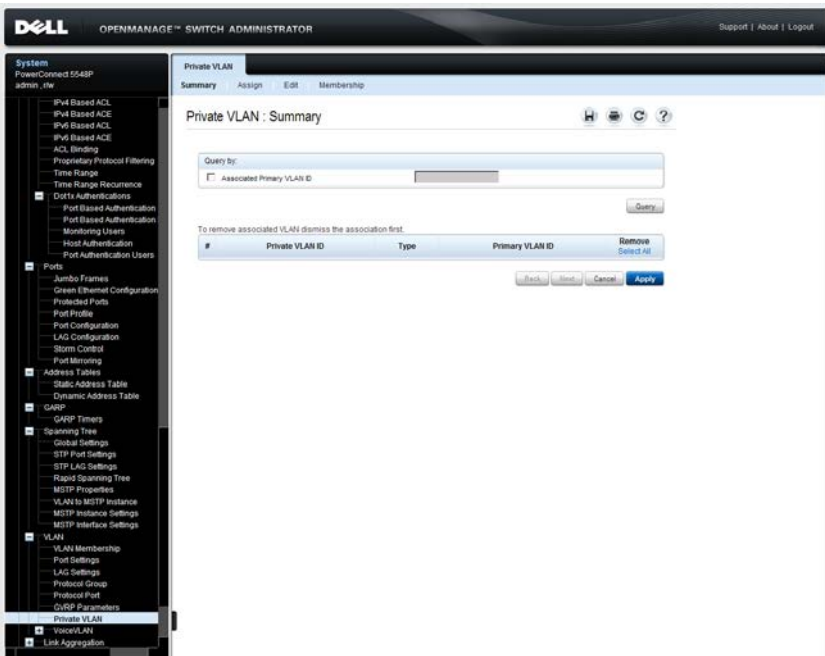 DELL
OPENMANAGE™ SWITCH ADMINISTRATOR
Support | About | Logout
System
PowerConnect 5548P
admin , r/w
IPv4 Based ACL
IPv4 Based ACE
IPv6 Based ACL
IPv6 Based ACE
ACL Binding
Proprietary Protocol Filtering
Time Range
Time Range Recurrence
Dot1x Authentications
Port Based Authentication
Port Based Authentication
Monitoring Users
Host Authentication
Port Authentication Users
Ports
Jumbo Frames
Green Ethernet Configuration
Protected Ports
Port Profile
Port Configuration
LAG Configuration
Storm Control
Port Mirroring
Address Tables
Static Address Table
Dynamic Address Table
GARP
GARP Timers
Spanning Tree
Global Settings
STP Port Settings
STP LAG Settings
Rapid Spanning Tree
MSTP Properties
VLAN to MSTP Instance
MSTP Instance Settings
MSTP Interface Settings
VLAN
VLAN Membership
Port Settings
LAG Settings
Protocol Group
Protocol Port
GVRP Parameters
Private VLAN
VoiceVLAN
Link Aggregation
Private VLAN
Summary Assign Edit Membership
Private VLAN : Summary
Query by:
Associated Primary VLAN ID
Query
To remove associated VLAN dismiss the association first.
# Private VLAN ID Type Primary VLAN ID Remove
Select All
Back Next Cancel Apply